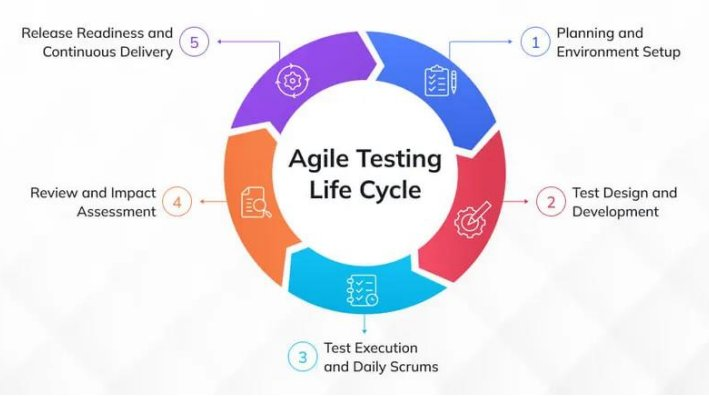 Agile Testing
Life Cycle
1
Planning and
Environment Setup
2
Test Design and
Development
3
Test Execution
and Daily Scrums
4
Review and Impact
Assessment
5
Release Readiness and
Continuous Delivery